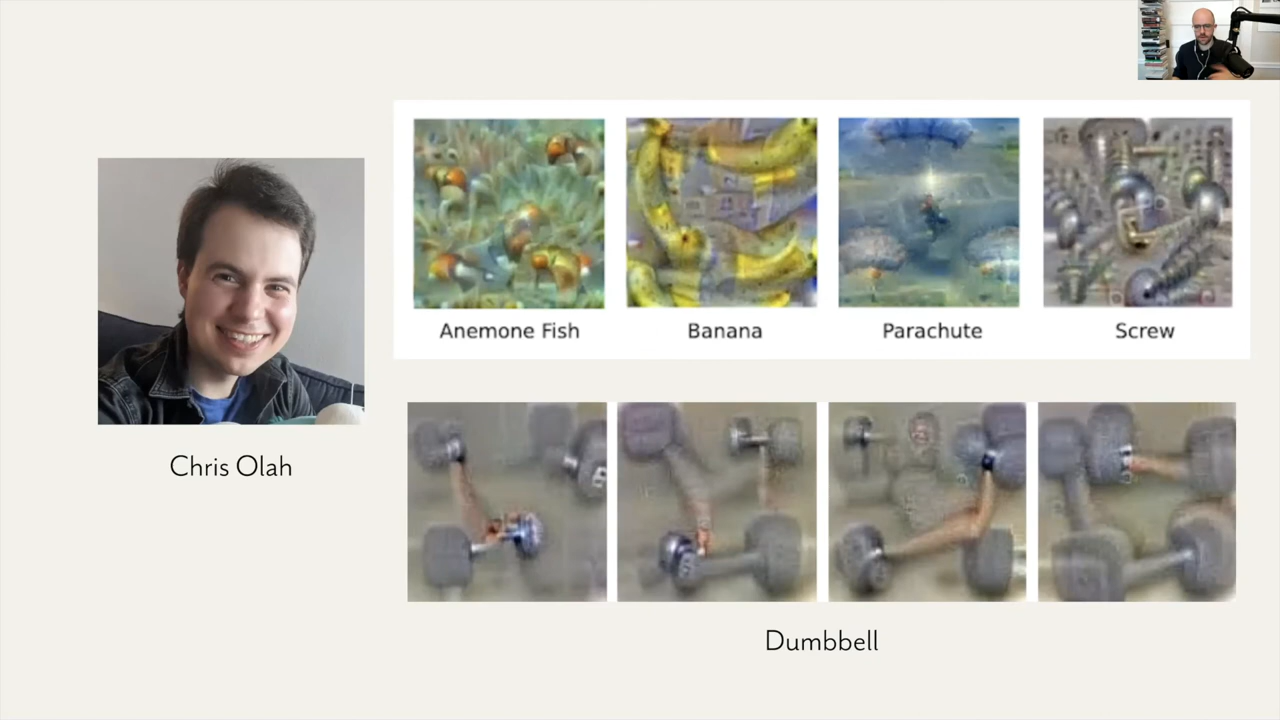 Anemone Fish
Banana
Parachute
Screw
Chris Olah
Dumbbell